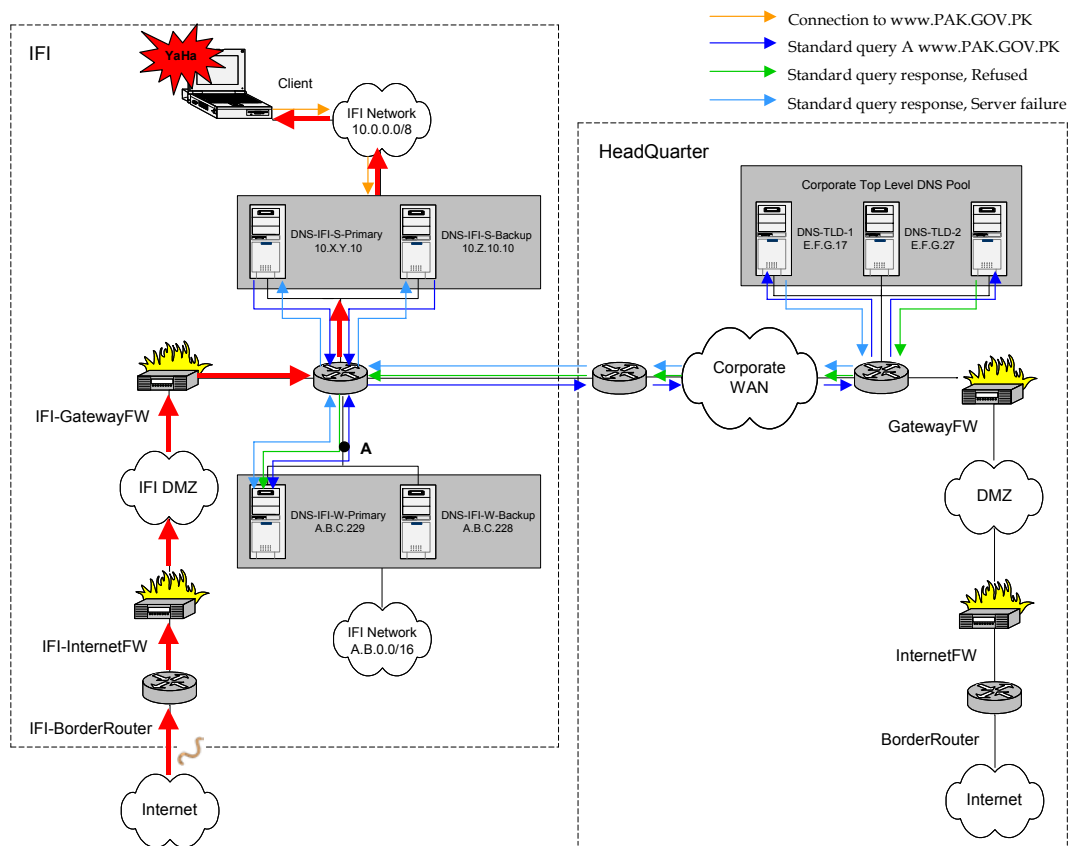 Connection to www.PAK.GOV.PK
Standard query A www.PAK.GOV.PK
Standard query response, Refused
Standard query response, Server failure
IFI
YaHa
Client
IFI Network
10.0.0.0/8
DNS-IFI-S-Primary
10.X.Y.10
DNS-IFI-S-Backup
10.Z.10.10
IFI-GatewayFW
A
IFI DMZ
DNS-IFI-W-Primary
A.B.C.229
DNS-IFI-W-Backup
A.B.C.228
IFI-InternetFW
IFI Network
A.B.0.0/16
IFI-BorderRouter
Internet
HeadQuarter
Corporate Top Level DNS Pool
DNS-TLD-1
E.F.G.17
DNS-TLD-2
E.F.G.27
Corporate
WAN
GatewayFW
DMZ
InternetFW
BorderRouter
Internet